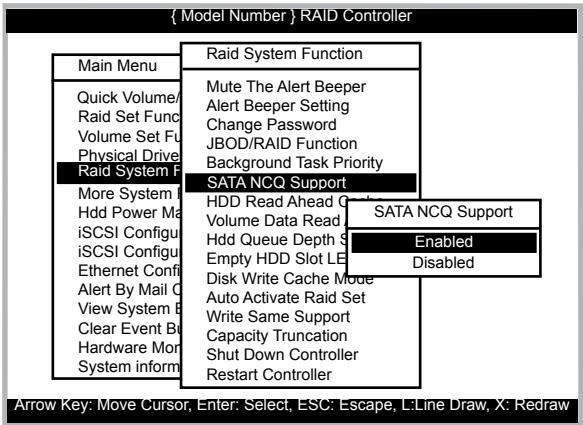 { Model Number } RAID Controller
Main Menu
Quick Volume/
Raid Set Func
Volume Set Fu
Physical Drive
Raid System F
More System
Hdd Power Ma
iSCSI Configu
iSCSI Configu
Ethernet Confi
Alert By Mail C
View System E
Clear Event Bu
Hardware Mor
System inform
Raid System Function
Mute The Alert Beeper
Alert Beeper Setting
Change Password
JBOD/RAID Function
Background Task Priority
SATA NCQ Support
HDD Read Ahead Cache
Volume Data Read
Hdd Queue Depth S
Empty HDD Slot LE
Disk Write Cache Mode
Auto Activate Raid Set
Write Same Support
Capacity Truncation
Shut Down Controller
Restart Controller
SATA NCQ Support
Enabled
Disabled
Arrow Key: Move Cursor, Enter: Select, ESC: Escape, L:Line Draw, X: Redraw